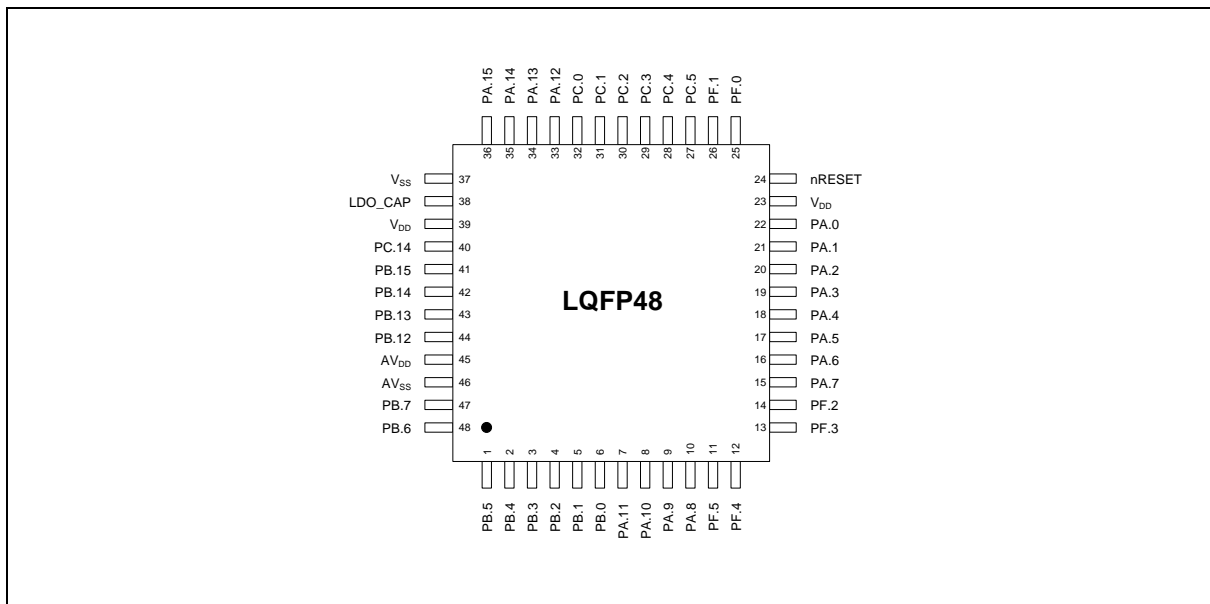 PA.15
PA.14
PA.13
PA.12
PC.0
PC.1
PC.2
PC.3
PC.4
PC.5
PF.1
PF.0
36
35
34
33
32
31
30
29
28
27
26
25
VSS
37
24
nRESET
LDO_CAP
38
23
VDD
VDD
39
22
PA.0
PC.14
40
21
PA.1
PB.15
41
20
PA.2
PB.14
42
LQFP48
19
PA.3
PB.13
43
18
PA.4
PB.12
44
17
PA.5
AVDD
45
16
PA.6
AVSS
46
15
PA.7
PB.7
47
14
PF.2
PB.6
48
13
PF.3
1
2
3
4
5
6
7
8
9
10
11
12
PB.5
PB.4
PB.3
PB.2
PB.1
PB.0
PA.11
PA.10
PA.9
PA.8
PF.5
PF.4